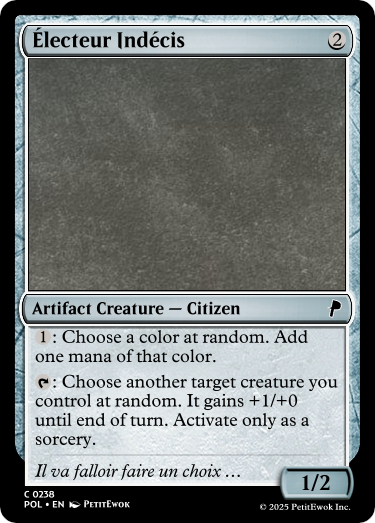 Électeur Indécis 2
Artifact Creature — Citizen
1 : Choose a color at random. Add
one mana of that color.
: Choose another target creature you
control at random. It gains +1/+0
until end of turn. Activate only as a
sorcery.
Il va falloir faire un choix …
1/2
C 0238
POL • EN PetitEwok
© 2025 PetitEwok Inc.